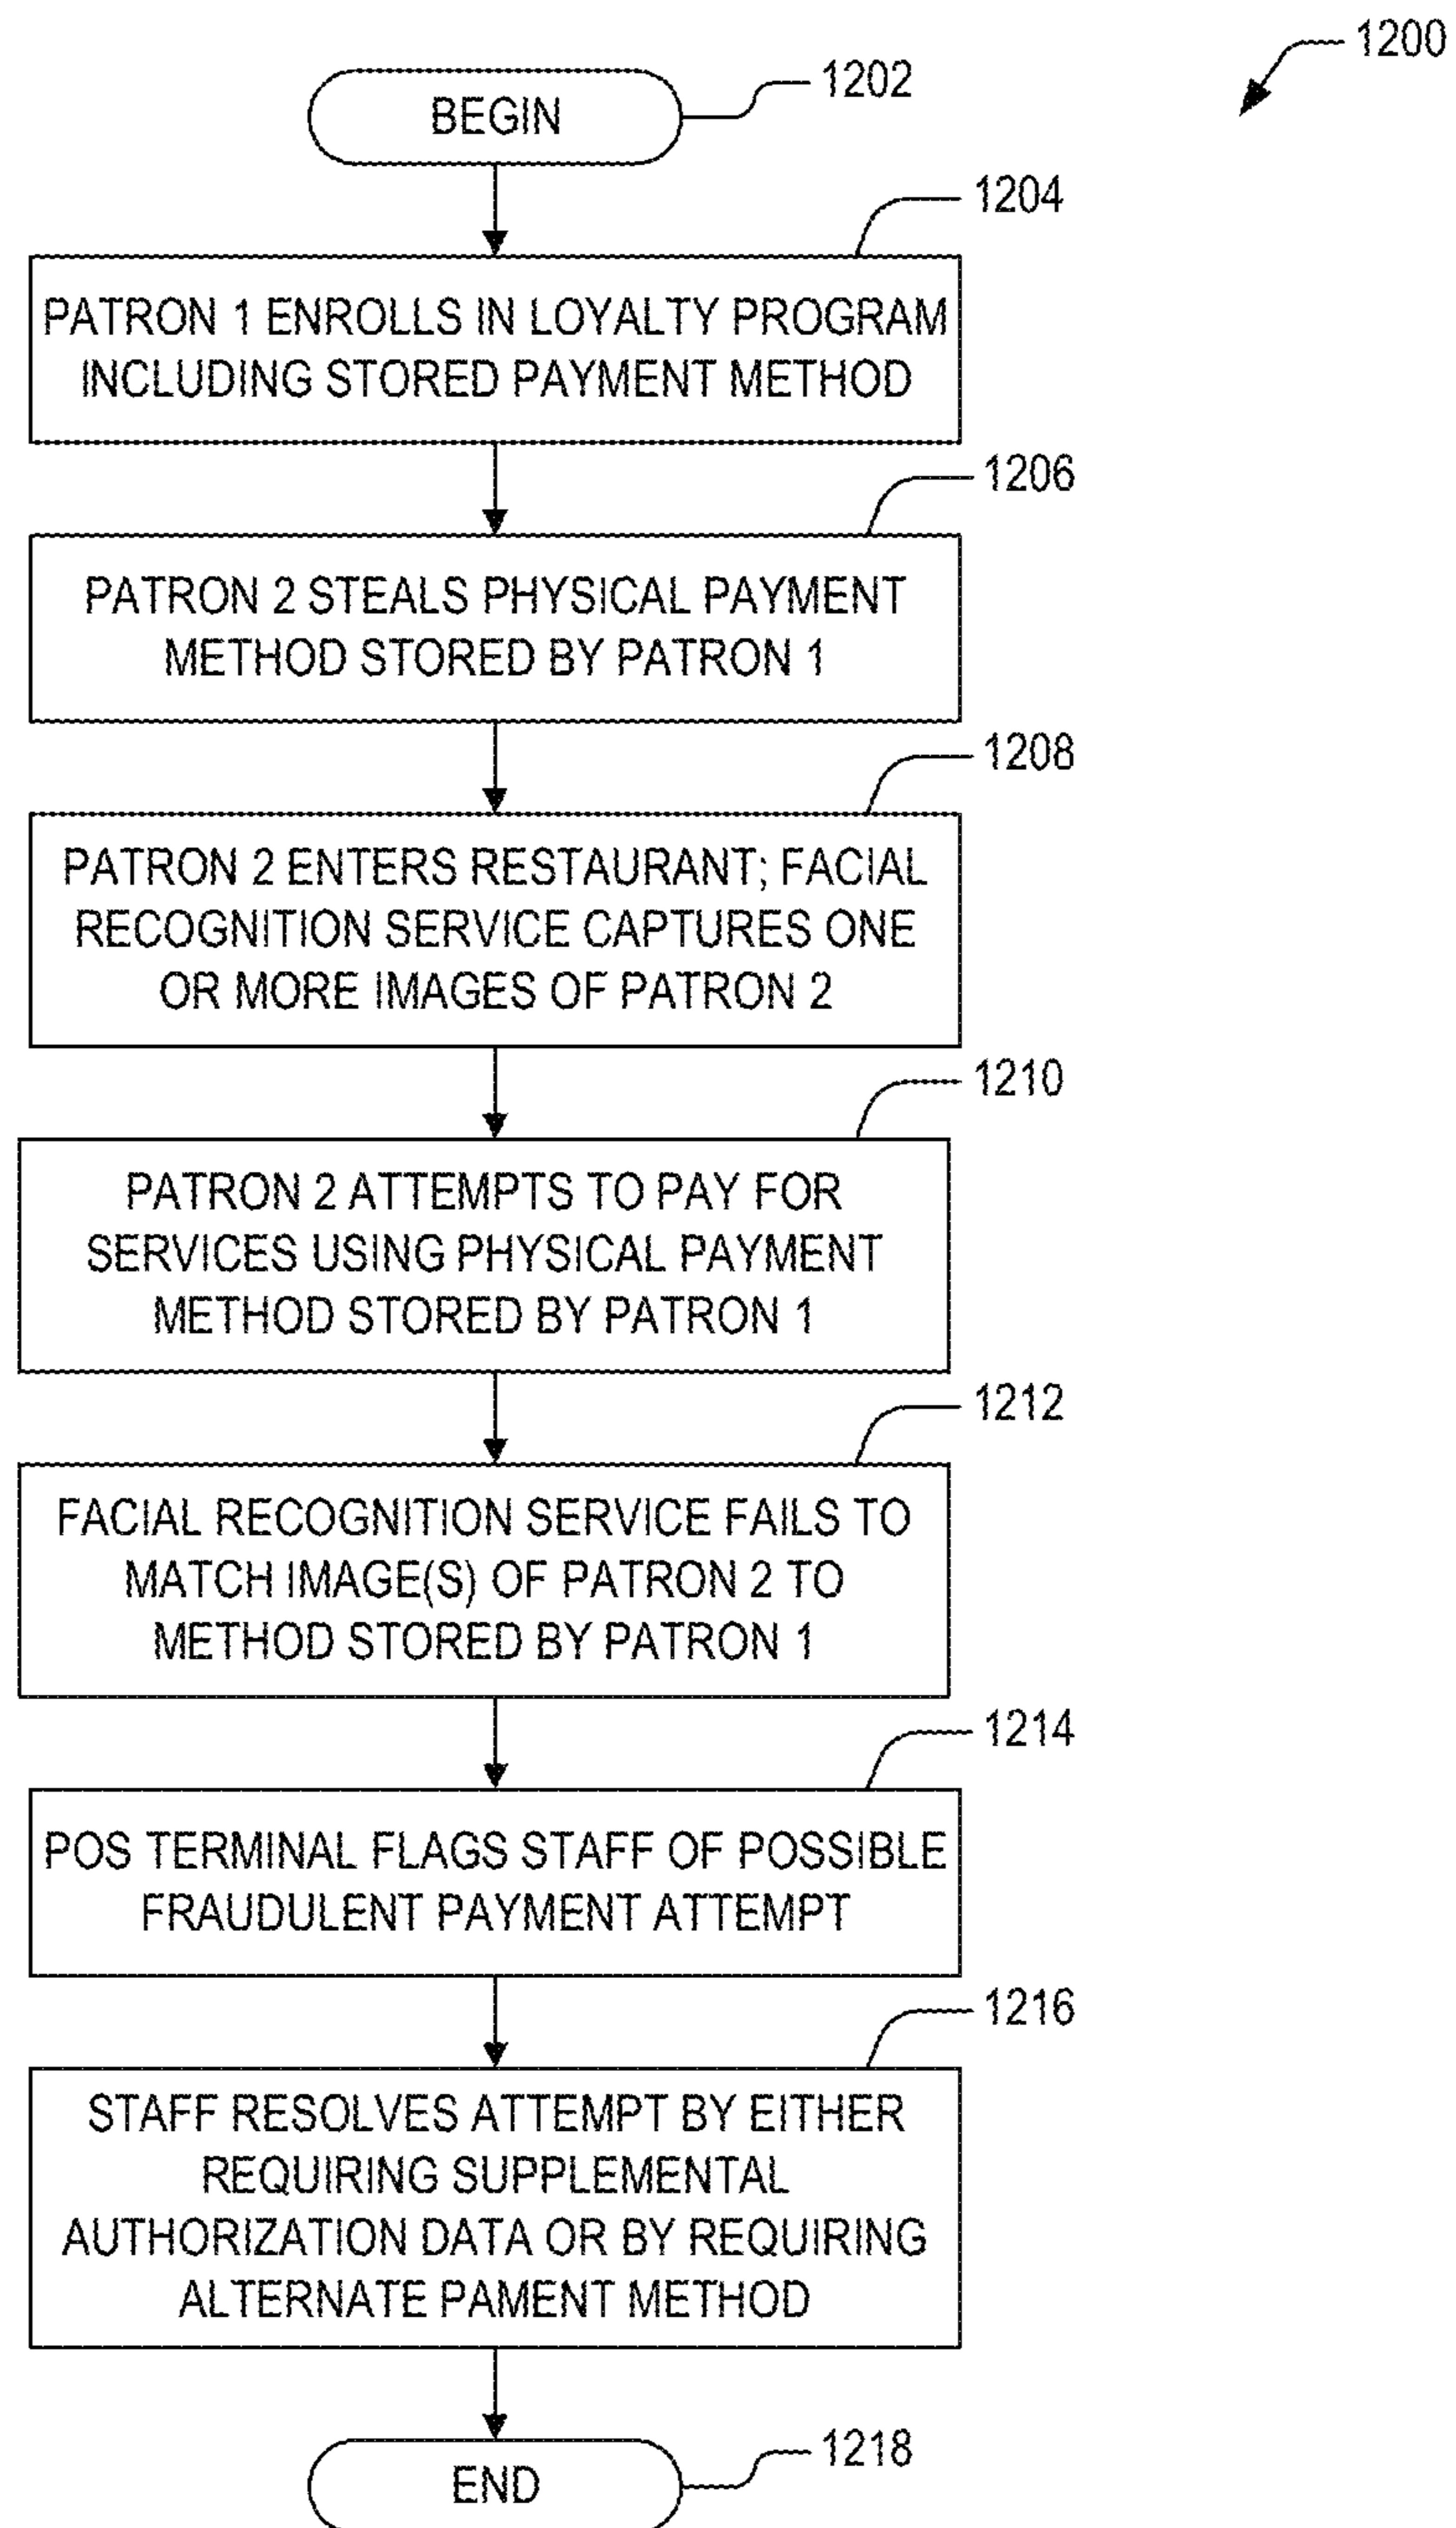 1200
BEGIN
1202
1204
PATRON 1 ENROLLS IN LOYALTY PROGRAM
INCLUDING STORED PAYMENT METHOD
1206
PATRON 2 STEALS PHYSICAL PAYMENT
METHOD STORED BY PATRON 1
1208
PATRON 2 ENTERS RESTAURANT; FACIAL
RECOGNITION SERVICE CAPTURES ONE
OR MORE IMAGES OF PATRON 2
1210
PATRON 2 ATTEMPTS TO PAY FOR
SERVICES USING PHYSICAL PAYMENT
METHOD STORED BY PATRON 1
1212
FACIAL RECOGNITION SERVICE FAILS TO
MATCH IMAGE(S) OF PATRON 2 TO
METHOD STORED BY PATRON 1
1214
POS TERMINAL FLAGS STAFF OF POSSIBLE
FRAUDULENT PAYMENT ATTEMPT
1216
STAFF RESOLVES ATTEMPT BY EITHER
REQUIRING SUPPLEMENTAL
AUTHORIZATION DATA OR BY REQUIRING
ALTERNATE PAMENT METHOD
1218
END